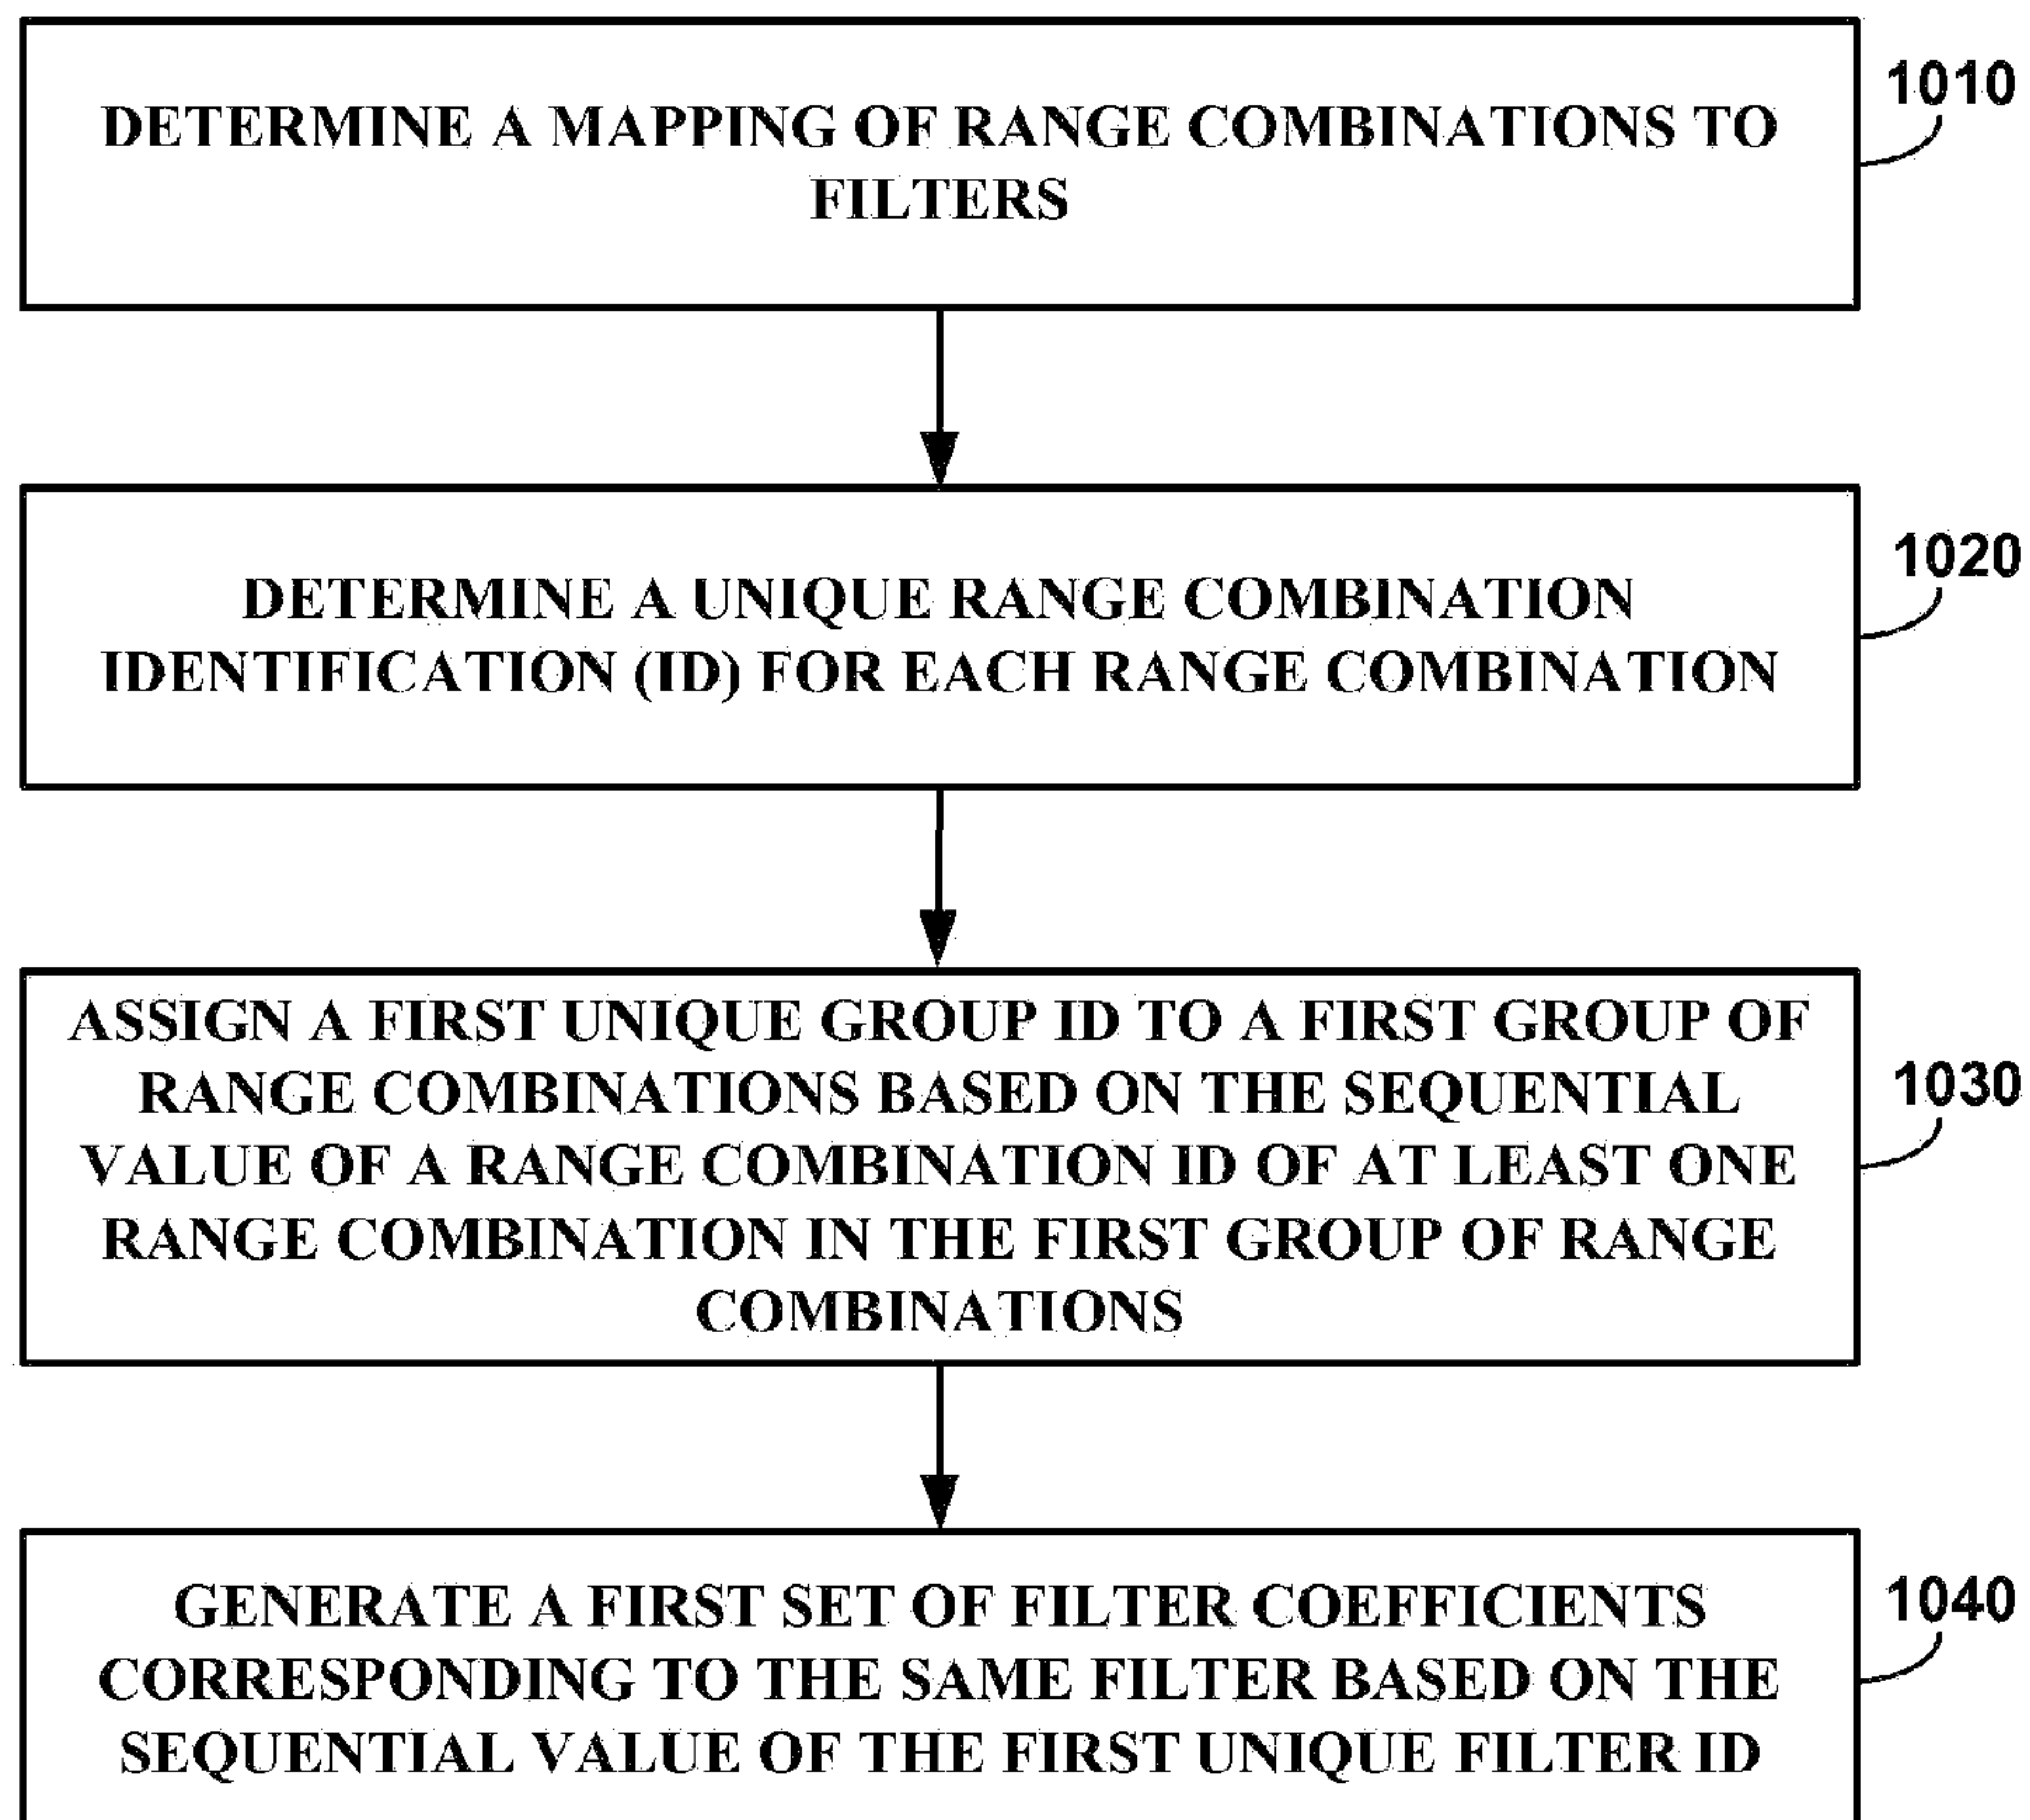 DETERMINE A MAPPING OF RANGE COMBINATIONS TO
FILTERS
1010
DETERMINE A UNIQUE RANGE COMBINATION
IDENTIFICATION (ID) FOR EACH RANGE COMBINATION
1020
ASSIGN A FIRST UNIQUE GROUP ID TO A FIRST GROUP OF
RANGE COMBINATIONS BASED ON THE SEQUENTIAL
VALUE OF A RANGE COMBINATION ID OF AT LEAST ONE
RANGE COMBINATION IN THE FIRST GROUP OF RANGE
COMBINATIONS
1030
GENERATE A FIRST SET OF FILTER COEFFICIENTS
CORRESPONDING TO THE SAME FILTER BASED ON THE
SEQUENTIAL VALUE OF THE FIRST UNIQUE FILTER ID
1040